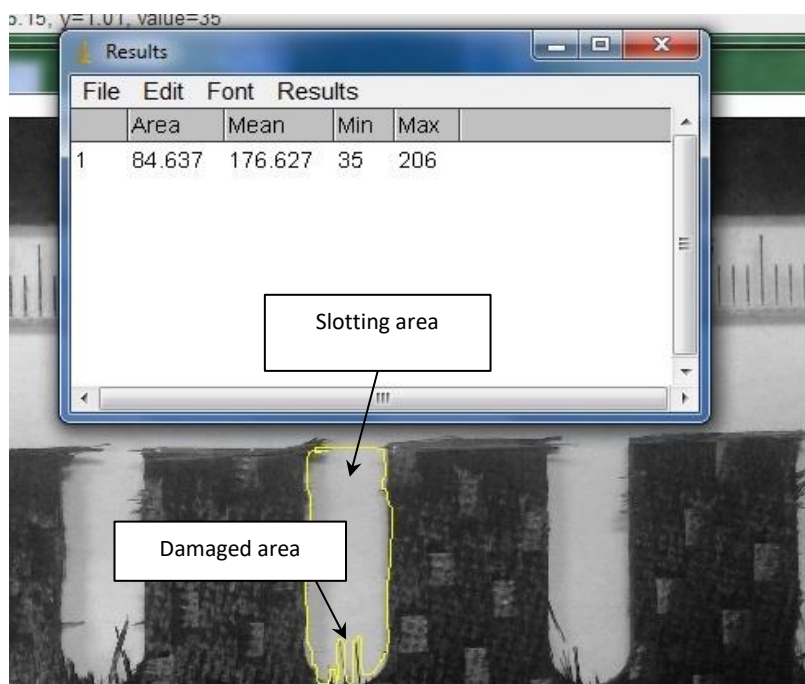 y=1.01, value=35
Results
File Edit Font Results
Area Mean Min Max
1 84.637 176.627 35 206
Slotting area
Damaged area